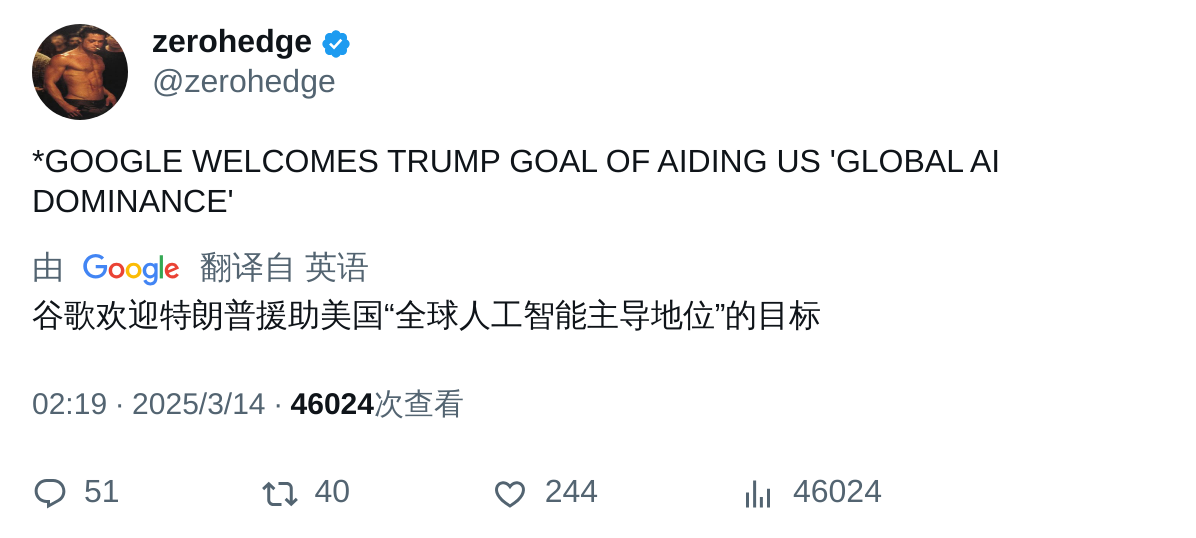 zerohedge
@zerohedge
*GOOGLE WELCOMES TRUMP GOAL OF AIDING US 'GLOBAL AI
DOMINANCE'
由 Google 翻译自 英语
谷歌欢迎特朗普援助美国“全球人工智能主导地位”的目标
02:19 · 2025/3/14 · 46024次查看
51 40 244 46024